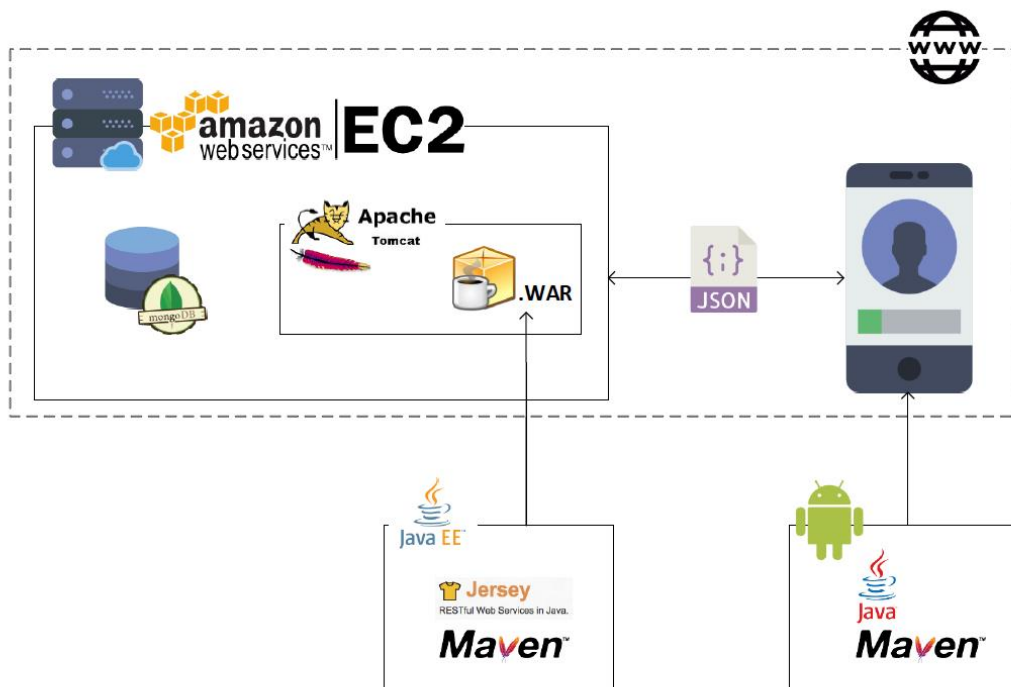 WWW
amazon
webservices™
EC2
Apache
Tomcat
.WAR
mongoDB
{;}
JSON
Java EE™
Jersey
RESTful Web Services in Java.
Maven™
Java
Maven™